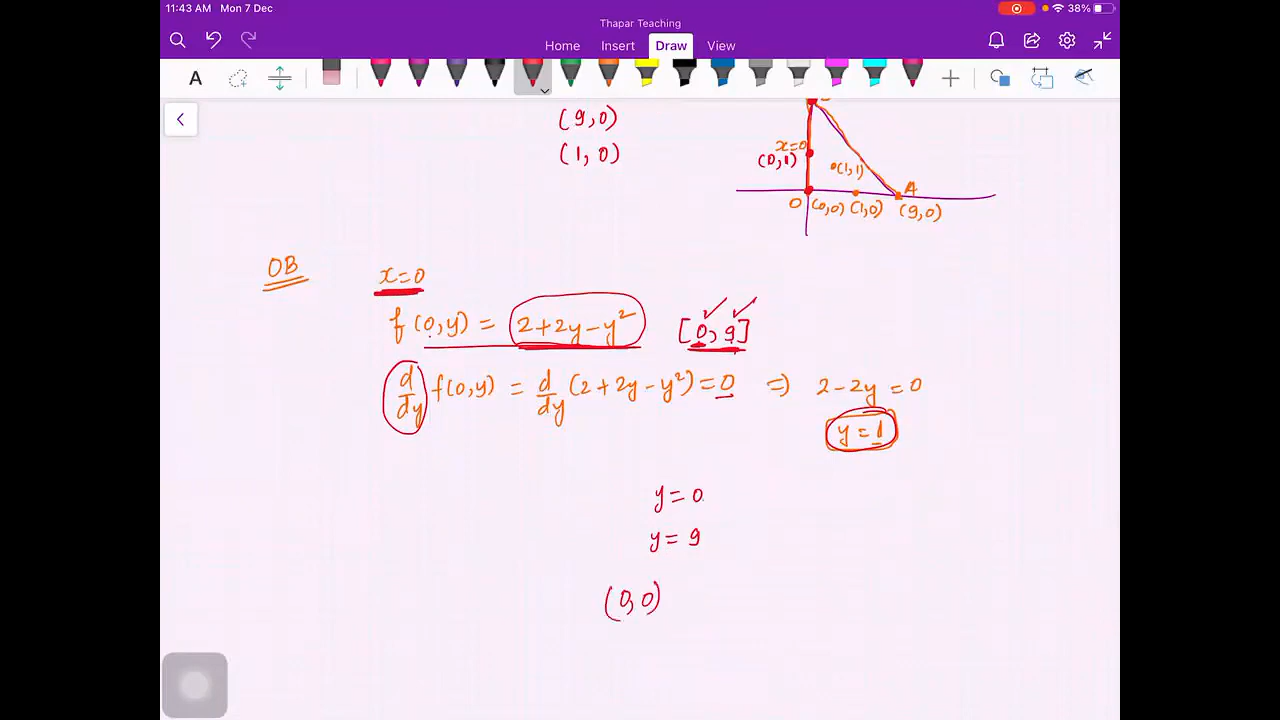 11:43 AM Mon 7 Dec
38%
Thapar Teaching
Home Insert Draw View
A
(9,0)
(1,0)
x=0
(0,1)
(1,1)
A
O (0,0) (1,0) (9,0)
OB x=0
f(0,y) = 2+2y-y² [0,9]
d/dy f(0,y) = d/dy (2+2y-y²) = 0 ⇒ 2-2y=0
y=1
y=0
y=9
(0,0)